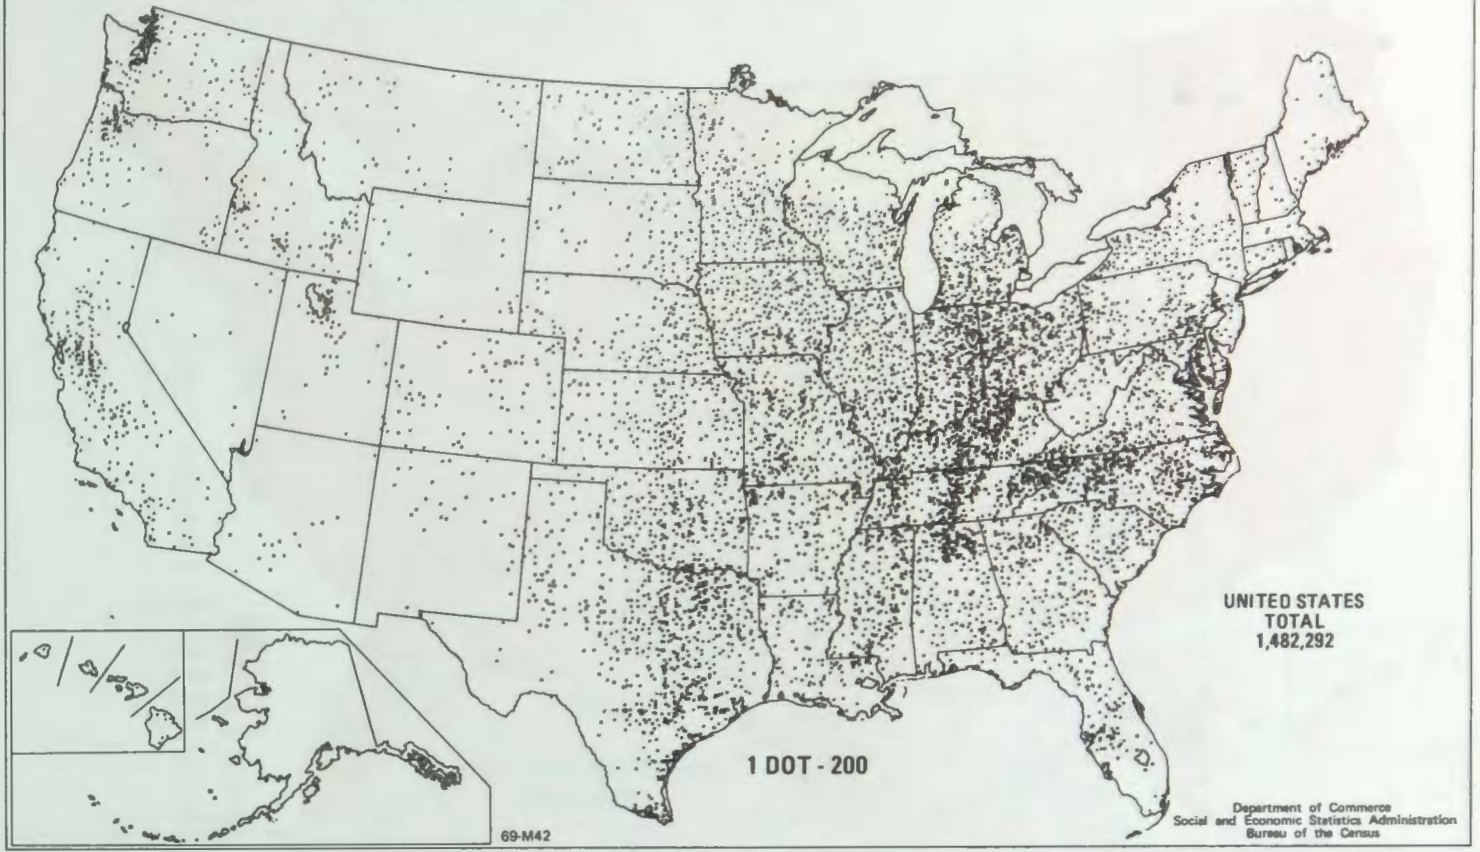 UNITED STATES
TOTAL
1,482,292
1 DOT - 200
Department of Commerce
Social and Economic Statistics Administration
Bureau of the Census
69-M42